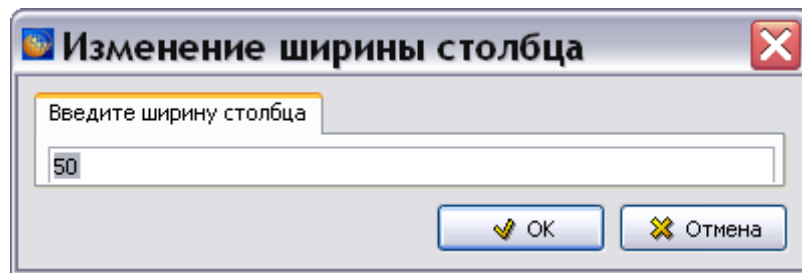 Изменение ширины столбца
Введите ширину столбца
50
OK
Отмена